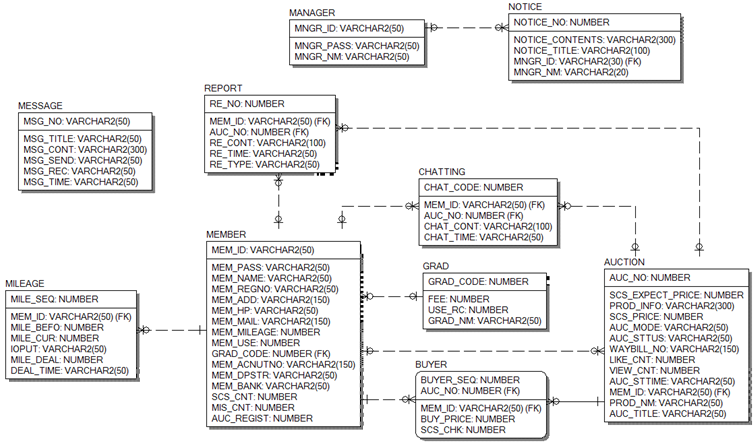 MANAGER
MNGR_ID: VARCHAR2(50)
MNGR_PASS: VARCHAR2(50)
MNGR_NM: VARCHAR2(50)
NOTICE
NOTICE_NO: NUMBER
NOTICE_CONTENTS: VARCHAR2(300)
NOTICE_TITLE: VARCHAR2(100)
MNGR_ID: VARCHAR2(30) (FK)
MNGR_NM: VARCHAR2(20)
REPORT
RE_NO: NUMBER
MEM_ID: VARCHAR2(50) (FK)
AUC_NO: NUMBER (FK)
RE_CONT: VARCHAR2(100)
RE_TIME: VARCHAR2(50)
RE_TYPE: VARCHAR2(50)
MESSAGE
MSG_NO: VARCHAR2(50)
MSG_TITLE: VARCHAR2(50)
MSG_CONT: VARCHAR2(300)
MSG_SEND: VARCHAR2(50)
MSG_REC: VARCHAR2(50)
MSG_TIME: VARCHAR2(50)
CHATTING
CHAT_CODE: NUMBER
MEM_ID: VARCHAR2(50) (FK)
AUC_NO: NUMBER (FK)
CHAT_CONT: VARCHAR2(100)
CHAT_TIME: VARCHAR2(50)
MEMBER
MEM_ID: VARCHAR2(50)
MEM_PASS: VARCHAR2(50)
MEM_NAME: VARCHAR2(50)
MEM_REGNO: VARCHAR2(50)
MEM_ADD: VARCHAR2(150)
MEM_HP: VARCHAR2(50)
MEM_MAIL: VARCHAR2(150)
MEM_MILEAGE: NUMBER
MEM_USE: NUMBER
GRAD_CODE: NUMBER (FK)
MEM_ACNUTNO: VARCHAR2(150)
MEM_DPSTR: VARCHAR2(50)
MEM_BANK: VARCHAR2(50)
SCS_CNT: NUMBER
MIS_CNT: NUMBER
AUC_REGIST: NUMBER
MILEAGE
MILE_SEQ: NUMBER
MEM_ID: VARCHAR2(50) (FK)
MILE_BEFO: NUMBER
MILE_CUR: NUMBER
IOPUT: VARCHAR2(50)
MILE_DEAL: NUMBER
DEAL_TIME: VARCHAR2(50)
GRAD
GRAD_CODE: NUMBER
FEE: NUMBER
USE_RC: NUMBER
GRAD_NM: VARCHAR2(50)
BUYER
BUYER_SEQ: NUMBER
AUC_NO: NUMBER (FK)
MEM_ID: VARCHAR2(50) (FK)
BUY_PRICE: NUMBER
SCS_CHK: NUMBER
AUCTION
AUC_NO: NUMBER
SCS_EXPECT_PRICE: NUMBER
PROD_INFO: VARCHAR2(300)
SCS_PRICE: NUMBER
AUC_MODE: VARCHAR2(50)
AUC_STTUS: VARCHAR2(50)
WAYBILL_NO: VARCHAR2(150)
LIKE_CNT: NUMBER
VIEW_CNT: NUMBER
AUC_STTIME: VARCHAR2(50)
MEM_ID: VARCHAR2(50) (FK)
PROD_NM: VARCHAR2(50)
AUC_TITLE: VARCHAR2(50)